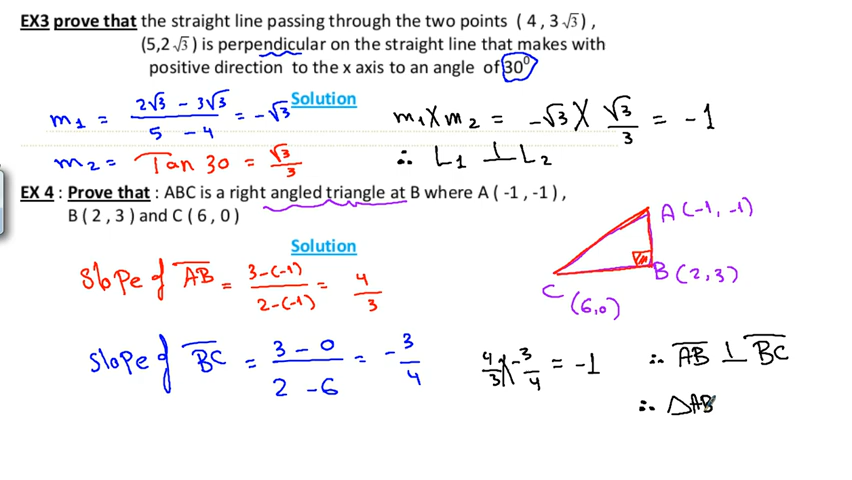 EX3 prove that the straight line passing through the two points ( 4 , 3 √3 ) ,
(5,2 √3 ) is perpendicular on the straight line that makes with
positive direction to the x axis to an angle of 30⁰
Solution
m₁ = (2√3 - 3√3)/(5 - 4) = -√3
m₁ X m₂ = -√3 X √3/3 = -1
m₂ = Tan 30 = √3/3
∴ L₁ ⊥ L₂
EX 4 : Prove that : ABC is a right angled triangle at B where A ( -1 , -1 ) ,
B ( 2 , 3 ) and C ( 6 , 0 )
Solution
A (-1, -1)
B (2, 3)
C
(6,0)
Slope of AB = (3-(-1))/(2-(-1)) = 4/3
Slope of BC = (3 - 0)/(2 - 6) = -3/4
4/3 X -3/4 = -1
∴ AB ⊥ BC
∴ △AB